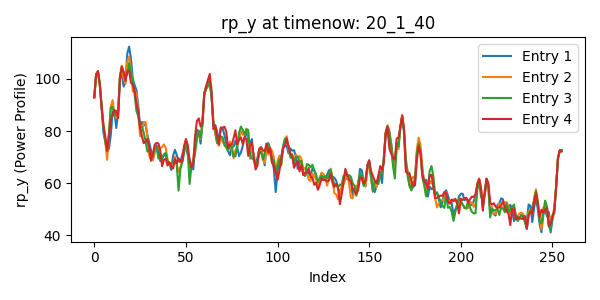 rp_y at timenow: 20_1_40
rp_y (Power Profile)
100
80
60
40
0
50
100
150
200
250
Index
Entry 1
Entry 2
Entry 3
Entry 4